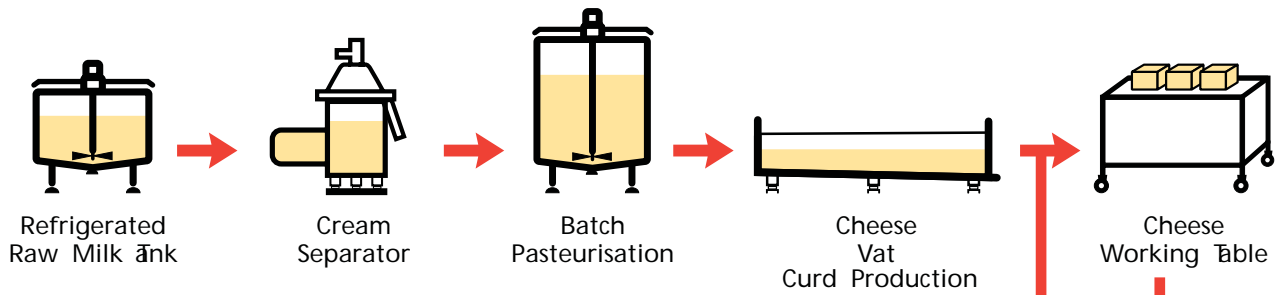 Refrigerated
Raw Milk Tank
Cream
Separator
Batch
Pasteurisation
Cheese
Vat
Curd Production
Cheese
Working Table